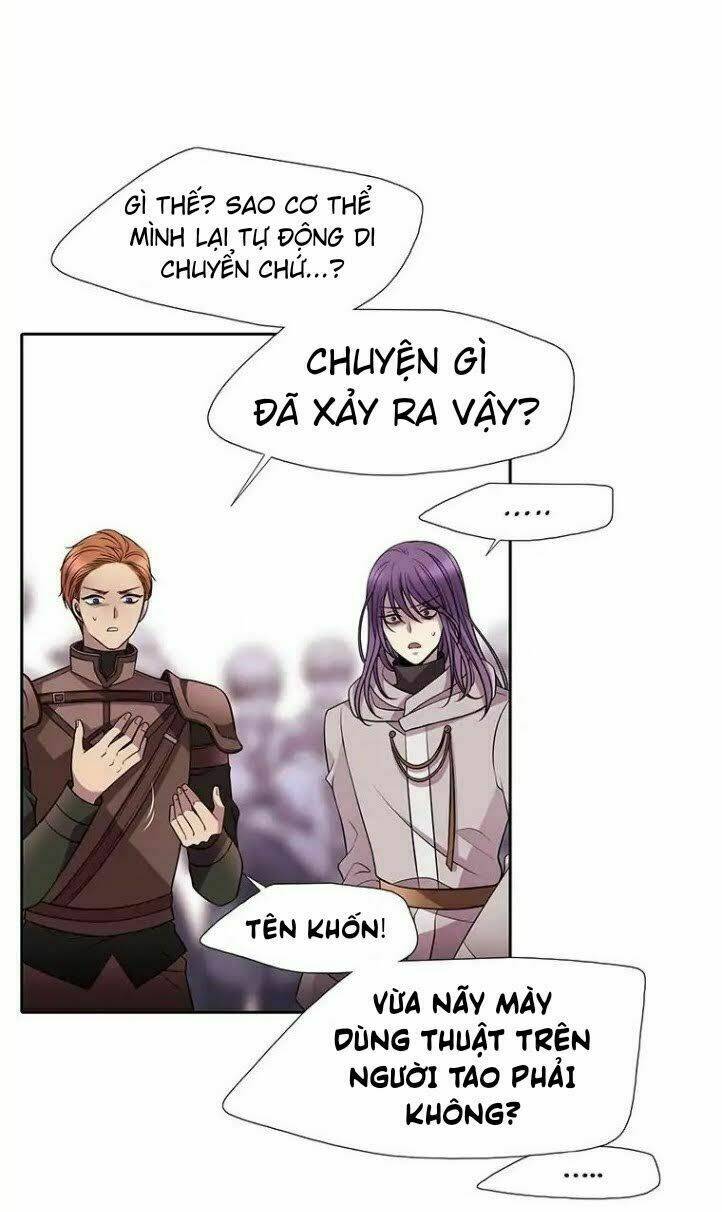 GÌ THẾ? SAO CƠ THỂ
MÌNH LẠI TỰ ĐỘNG DI
CHUYỂN CHỨ...?
CHUYỆN GÌ
ĐÃ XẢY RA VẬY?
.....
TÊN KHỐN!
VỪA NÃY MÀY
DÙNG THUẬT TRÊN
NGƯỜI TAO PHẢI
KHÔNG?
.....